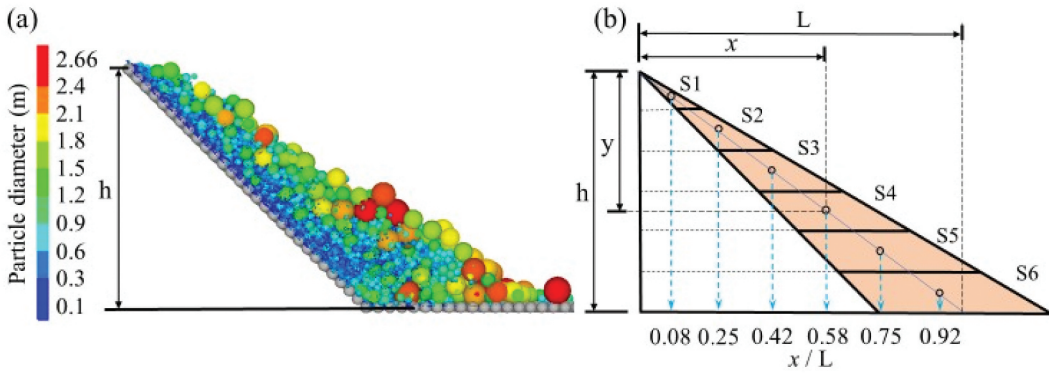 (a)
Particle diameter (m)
2.66
2.4
2.1
1.8
1.5
1.2
0.9
0.6
0.3
0.1
h
(b)
L
x
S1
S2
S3
S4
S5
S6
y
h
0.08 0.25 0.42 0.58 0.75 0.92
x / L